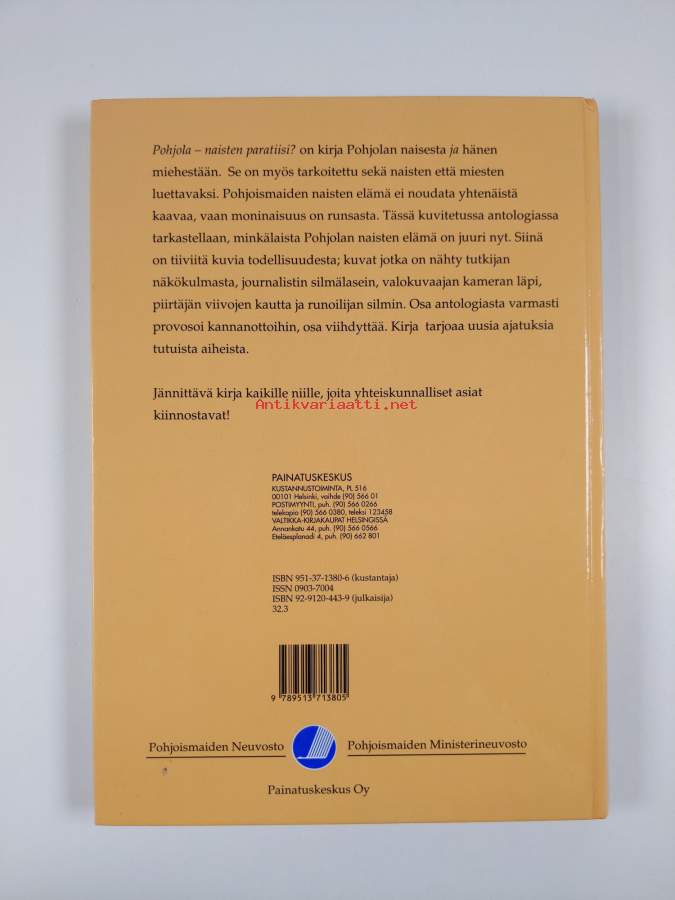 Pohjola – naisten paratiisi? on kirja Pohjolan naisesta ja hänen
miehestään. Se on myös tarkoitettu sekä naisten että miesten
luettavaksi. Pohjoismaiden naisten elämä ei noudata yhtenäistä
kaavaa, vaan moninaisuus on runsasta. Tässä kuvitetussa antologiassa
tarkastellaan, minkälaista Pohjolan naisten elämä on juuri nyt. Siinä
on tiiviitä kuvia todellisuudesta; kuvat jotka on nähty tutkijan
näkökulmasta, journalistin silmälasein, valokuvaajan kameran läpi,
piirtäjän viivojen kautta ja runoilijan silmin. Osa antologiasta varmasti
provosoi kannanottoihin, osa viihdyttää. Kirja tarjoaa uusia ajatuksia
tutuista aiheista.
Jännittävä kirja kaikille niille, joita yhteiskunnalliset asiat
kiinnostavat!
Antikvariaatti.net
PAINATUSKESKUS
KUSTANNUSTOIMINTA, PL 516
00101 Helsinki, vaihde (90) 566 01
POSTIMYYNTI, puh. (90) 566 0266
telekopio (90) 566 0380, teleksi 123458
VALTIKKA-KIRJAKAUPAT HELSINGISSÄ
Annankatu 44, puh. (90) 566 0566
Eteläesplanadi 4, puh. (90) 662 801
ISBN 951-37-1380-6 (kustantaja)
ISSN 0903-7004
ISBN 92-9120-443-9 (julkaisija)
32.3
9 789513 713805
Pohjoismaiden Neuvosto
Pohjoismaiden Ministerineuvosto
Painatuskeskus Oy